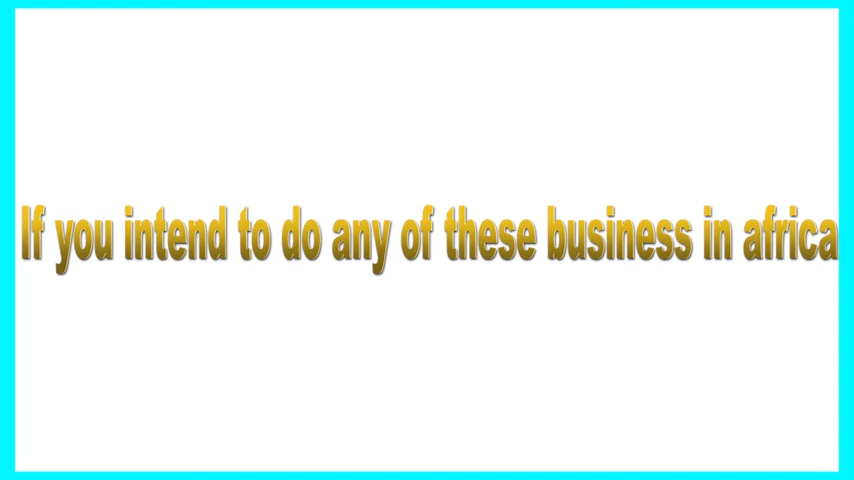 If you intend to do any of these business in africa